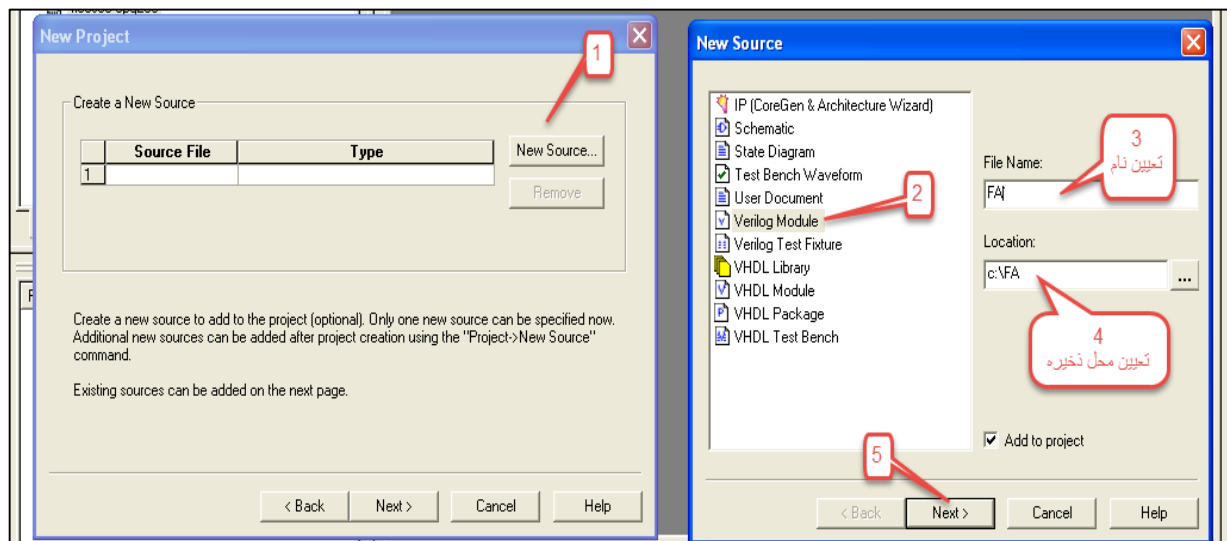 New Project
1
Create a New Source
Source File Type
1
New Source...
Remove
Create a new source to add to the project (optional). Only one new source can be specified now.
Additional new sources can be added after project creation using the "Project->New Source"
command.
Existing sources can be added on the next page.
< Back Next > Cancel Help
New Source
IP (CoreGen & Architecture Wizard)
Schematic
State Diagram
Test Bench Waveform
User Document
Verilog Module
Verilog Test Fixture
VHDL Library
VHDL Module
VHDL Package
VHDL Test Bench
2
3
تعیین نام
File Name:
FA
Location:
c:\FA
...
4
تعیین محل ذخیره
Add to project
5
< Back Next > Cancel Help